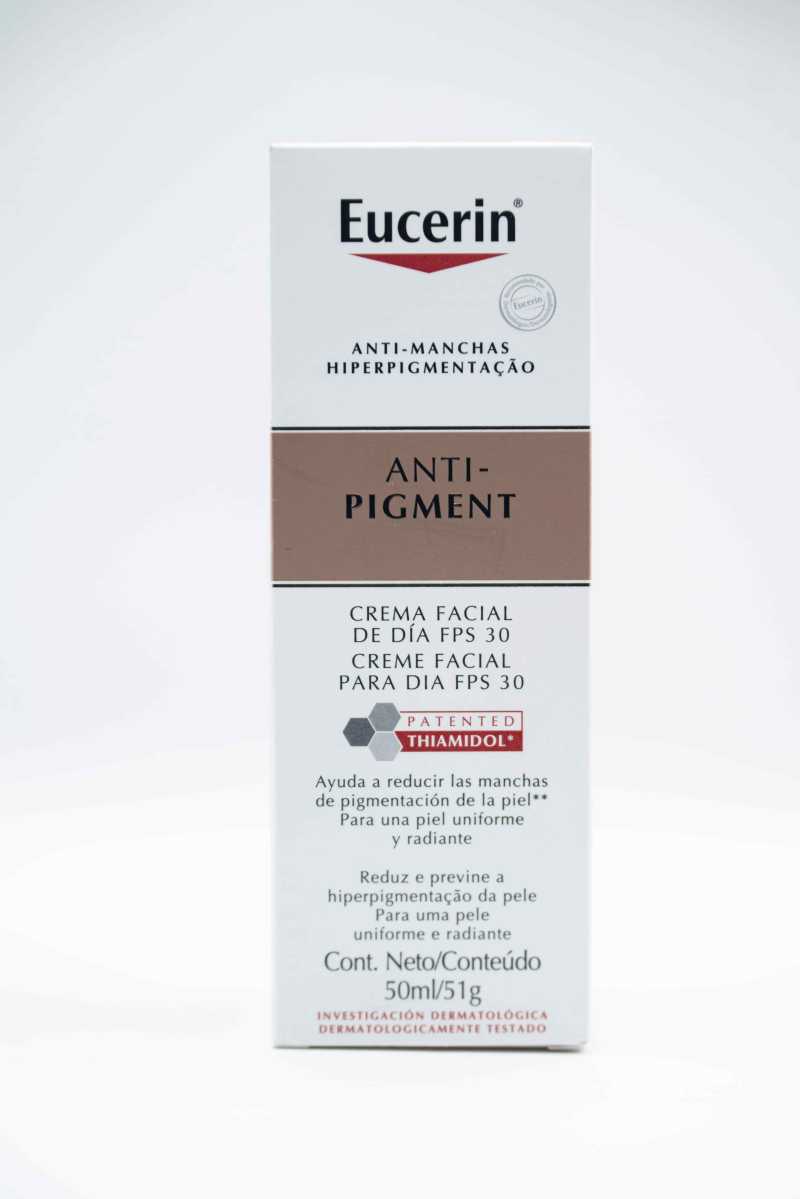 Eucerin®
Eucerin
ANTI-MANCHAS
HIPERPIGMENTAÇÃO
ANTI-
PIGMENT
CREMA FACIAL
DE DÍA FPS 30
CREME FACIAL
PARA DIA FPS 30
PATENTED
THIAMIDOL*
Ayuda a reducir las manchas
de pigmentación de la piel**
Para una piel uniforme
y radiante
Reduz e previne a
hiperpigmentação da pele
Para uma pele
uniforme e radiante
Cont. Neto/Conteúdo
50ml/51g
INVESTIGACIÓN DERMATOLÓGICA
DERMATOLOGICAMENTE TESTADO